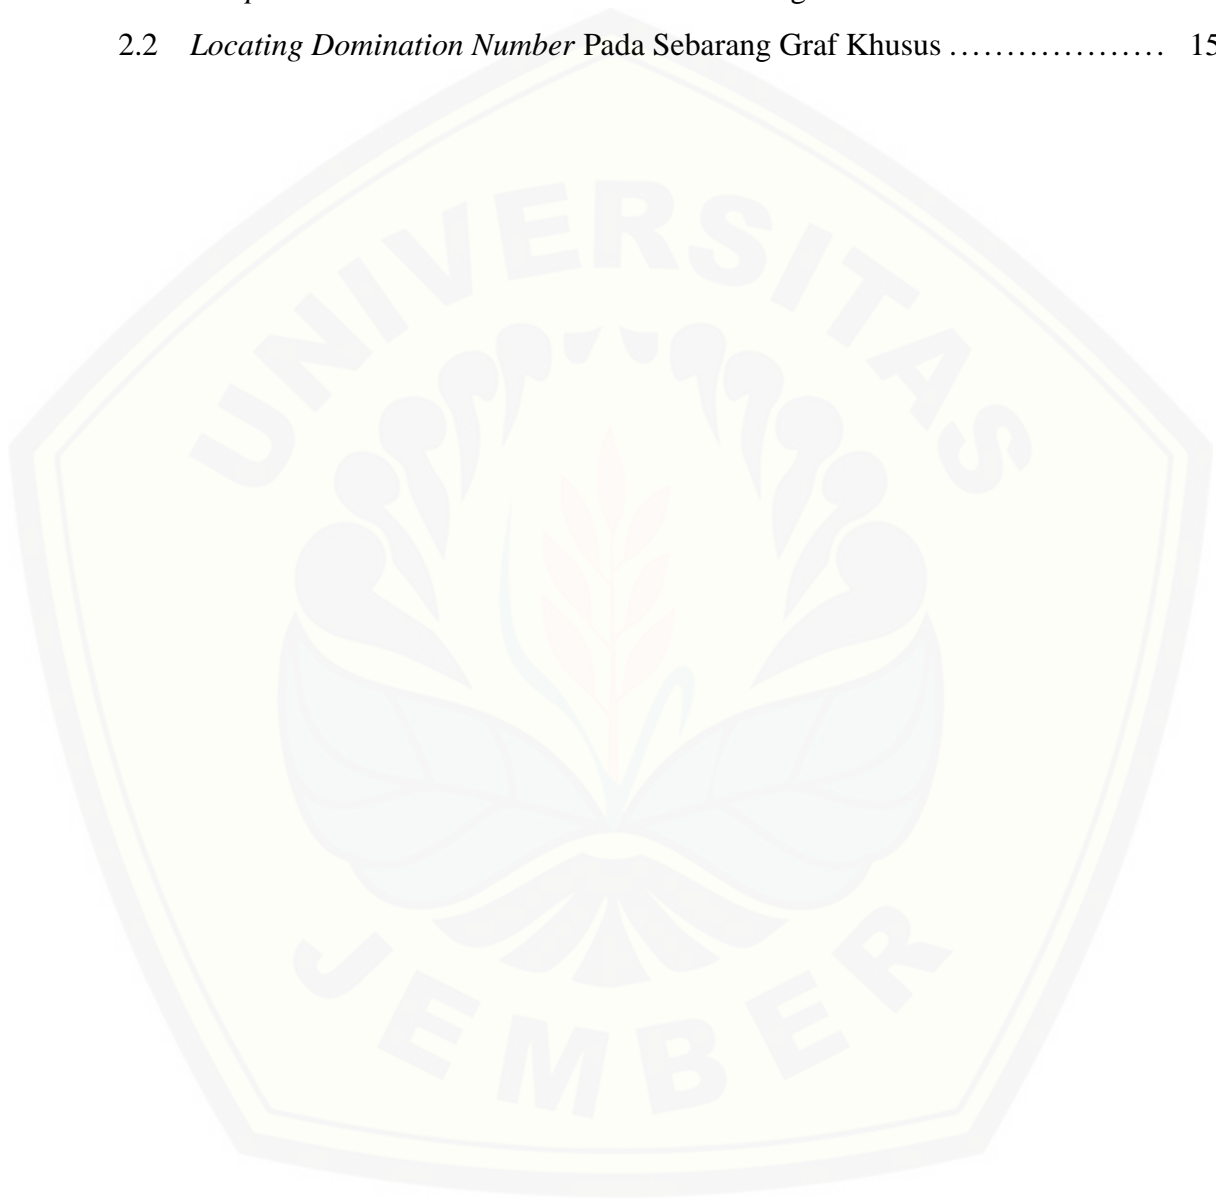 2.2 Locating Domination Number Pada Sebarang Graf Khusus ................... 15
UNIVERSITAS
JEMBER